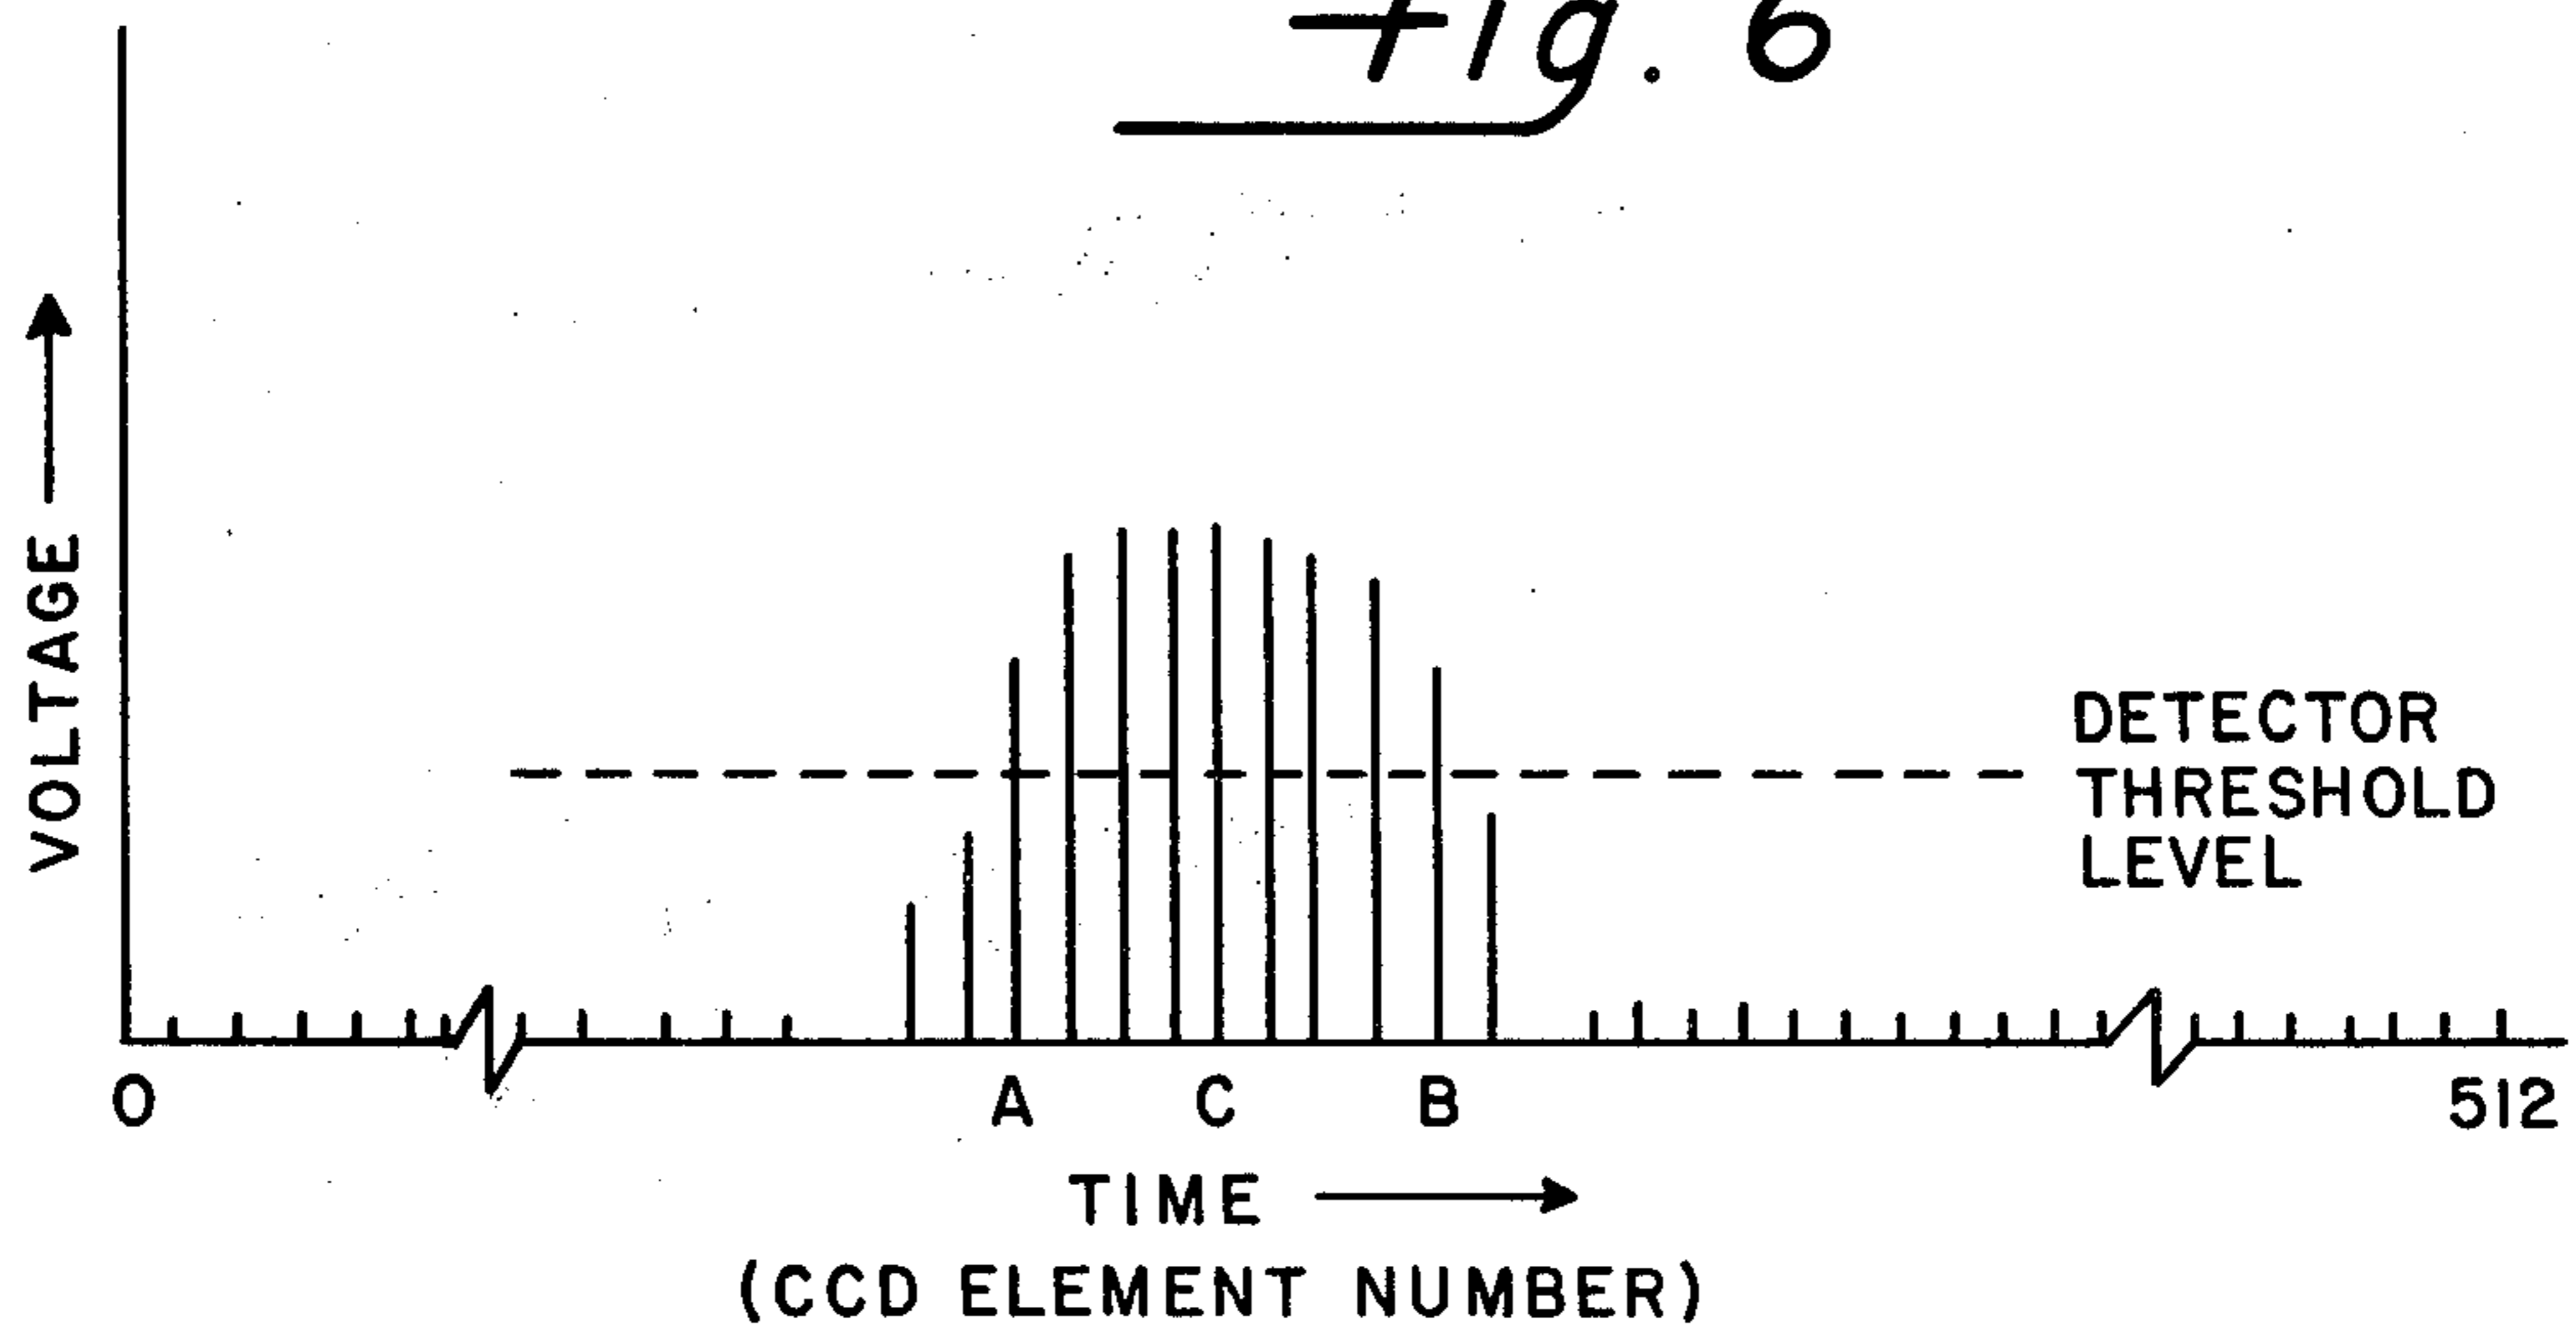 Fig. 6
VOLTAGE
DETECTOR
THRESHOLD
LEVEL
0
A
C
B
512
TIME
(CCD ELEMENT NUMBER)